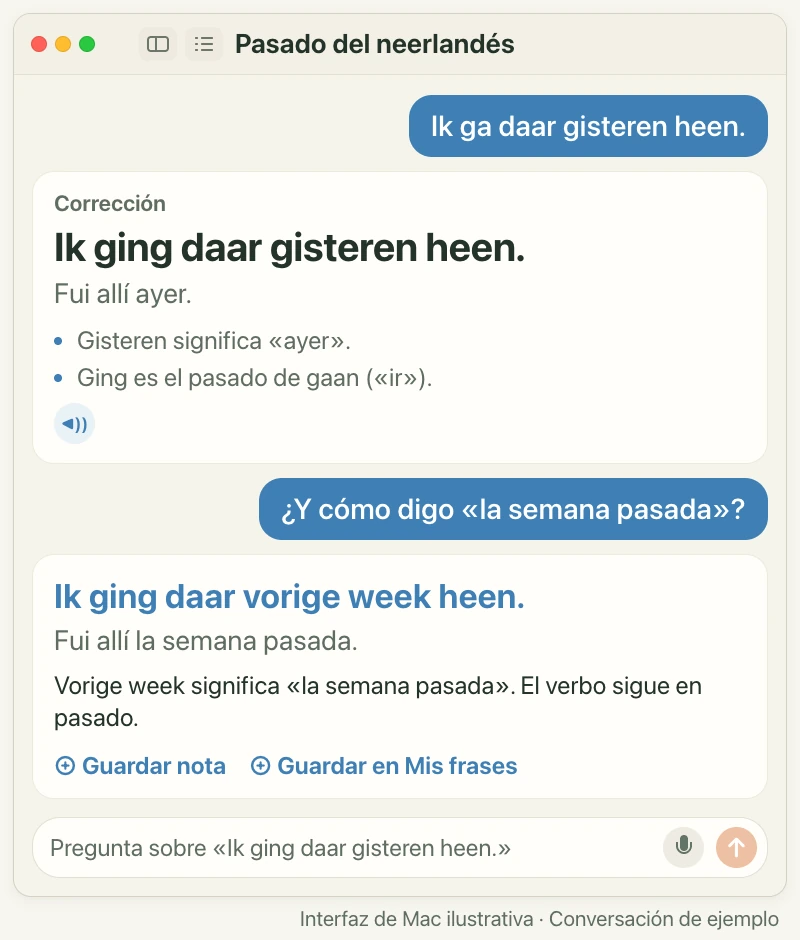 Pasado del neerlandés
Ik ga daar gisteren heen.
Corrección
Ik ging daar gisteren heen.
Fui allí ayer.
Gisteren significa «ayer».
Ging es el pasado de gaan («ir»).
¿Y cómo digo «la semana pasada»?
Ik ging daar vorige week heen.
Fui allí la semana pasada.
Vorige week significa «la semana pasada». El verbo sigue en
pasado.
Guardar nota Guardar en Mis frases
Pregunta sobre «Ik ging daar gisteren heen.»
Interfaz de Mac ilustrativa · Conversación de ejemplo